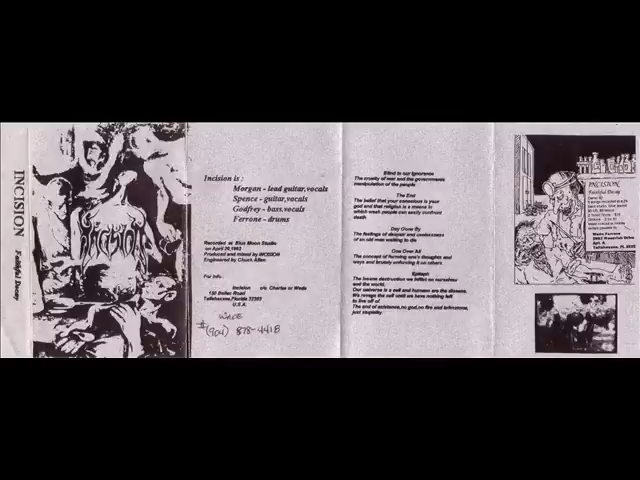 INCISION
Faithful Decay
INCISION
Incision is :
Morgan - lead guitar,vocals
Spence - guitar,vocals
Godfrey - bass,vocals
Ferrone - drums
Recorded at Blue Moon Studio
on April 26,1992
Produced and mixed by INCISION
Engineered by Chuck Allen
For info:
Incision c/o Charlie or Wade
Road
Tallahassee,Florida 32303
U.S.A.
WADE
#(904) 878-4418
Blind in our Ignorance
The cruelty of war and the governments
manipulation of the people
The End
The belief that your conscious is your
god and that religion is a means in
which weak people can easily confront
death
Day Goes By
The feelings of despair and
of an old man waiting to die
One Over All
The concept of forming one's thoughts and
ways and brutely enforcing it on others
Epitaph
The insane destruction we inflict on ourselves
and the world.
Our universe is a cell and humans are the disease.
We ravage the cell until we have nothing left
to live off of.
The end of existence,no god,no fire and brimstone,
just stupidity
INCISION
Faithful Decay
Tallahassee, FL